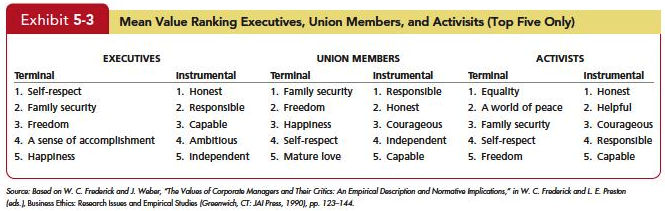 Exhibit 5-3 Mean Value Ranking Executives, Union Members, and Activisits (Top Five Only)
EXECUTIVES UNION MEMBERS ACTIVISTS
Terminal Instrumental Terminal Instrumental Terminal Instrumental
1. Self-respect 1. Honest 1. Family security 1. Responsible 1. Equality 1. Honest
2. Family security 2. Responsible 2. Freedom 2. Honest 2. A world of peace 2. Helpful
3. Freedom 3. Capable 3. Happiness 3. Courageous 3. Family security 3. Courageous
4. A sense of accomplishment 4. Ambitious 4. Self-respect 4. Independent 4. Self-respect 4. Responsible
5. Happiness 5. Independent 5. Mature love 5. Capable 5. Freedom 5. Capable
Source: Based on W. C. Frederick and J. Weber, "The Values of Corporate Managers and Their Critics: An Empirical Description and Normative Implications," in W. C. Frederick and L. E. Preston
(eds.), Business Ethics: Research Issues and Empirical Studies (Greenwich, CT: JAI Press, 1990), pp. 123–144.